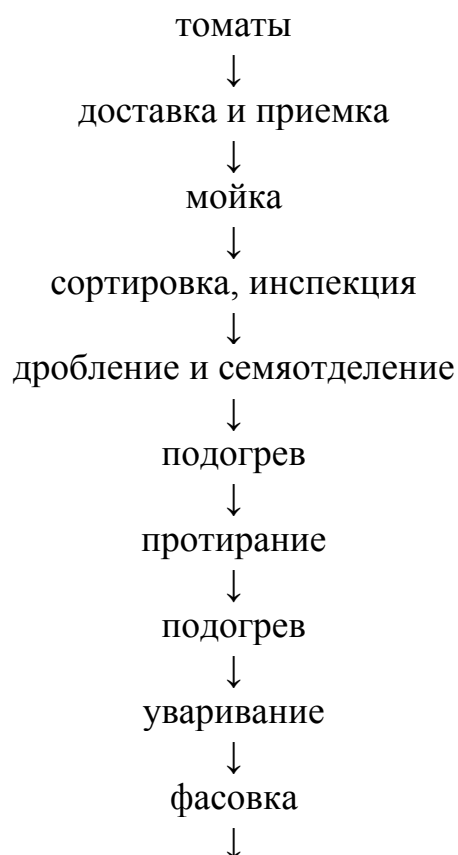 томаты
↓
доставка и приемка
↓
мойка
↓
сортировка, инспекция
↓
дробление и семяотделение
↓
подогрев
↓
протирание
↓
подогрев
↓
уваривание
↓
фасовка
↓